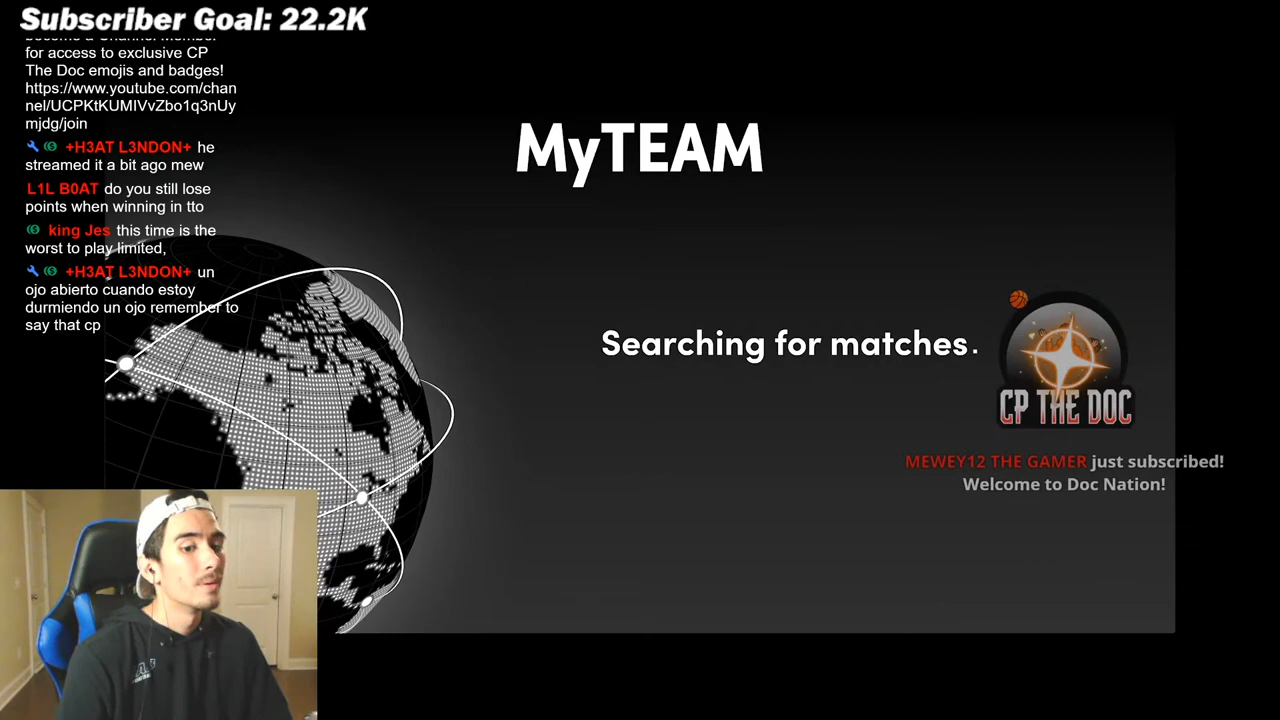 Subscriber Goal: 22.2K
become a Channel Member
for access to exclusive CP
The Doc emojis and badges!
https://www.youtube.com/chan
nel/UCPKtKUMIVvZbo1q3nUy
mjdg/join
+H3AT L3NDON+ he
streamed it a bit ago mew
L1L B0AT do you still lose
points when winning in tto
king Jes this time is the
worst to play limited,
+H3AT L3NDON+ un
ojo abierto cuando estoy
durmiendo un ojo remember to
say that cp
MyTEAM
Searching for matches.
CP THE DOC
MEWEY12 THE GAMER just subscribed!
Welcome to Doc Nation!